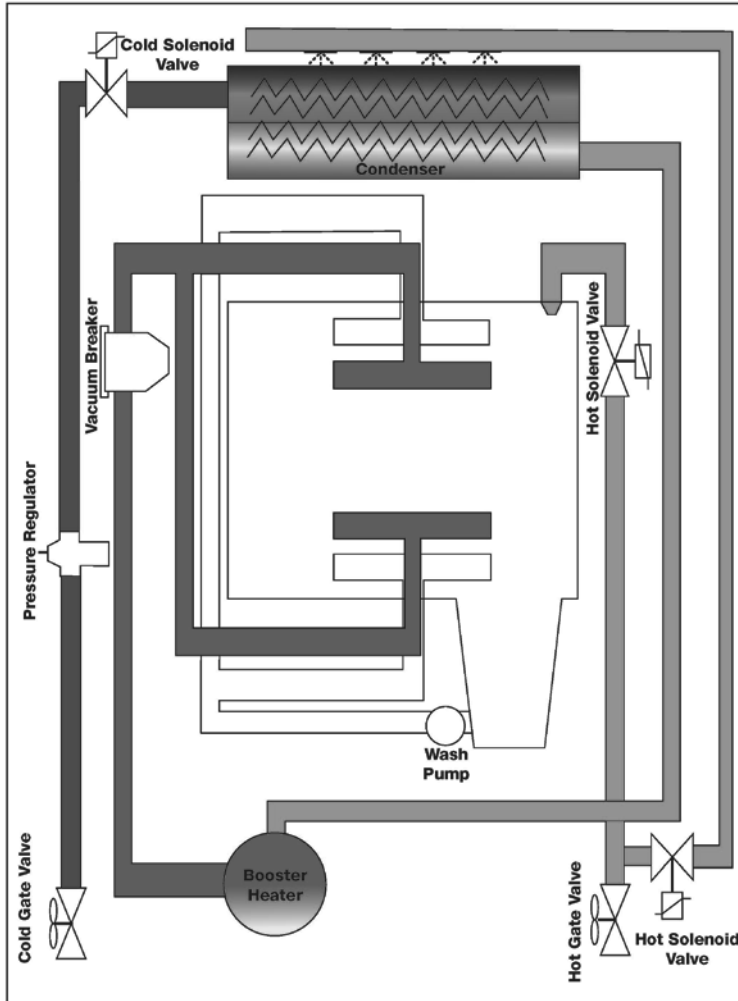 Cold Solenoid
Valve
Condenser
Vacuum Breaker
Hot Solenoid Valve
Pressure Regulator
Wash
Pump
Booster
Heater
Cold Gate Valve
Hot Gate Valve
Hot Solenoid
Valve